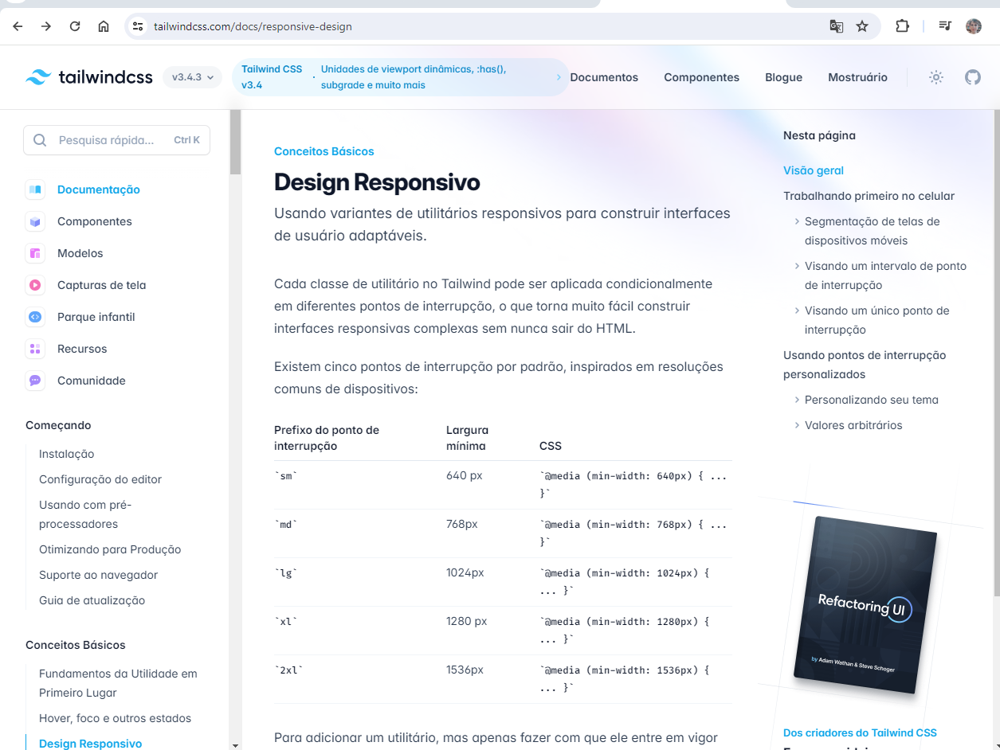 tailwindcss.com/docs/responsive-design
tailwindcss
v3.4.3
Tailwind CSS
v3.4
·
Unidades de viewport dinâmicas, :has(),
subgrade e muito mais
Documentos
Componentes
Blogue
Mostruário
Pesquisa rápida...
Ctrl K
Documentação
Componentes
Modelos
Capturas de tela
Parque infantil
Recursos
Comunidade
Começando
Instalação
Configuração do editor
Usando com pré-
processadores
Otimizando para Produção
Suporte ao navegador
Guia de atualização
Conceitos Básicos
Fundamentos da Utilidade em
Primeiro Lugar
Hover, foco e outros estados
Design Responsivo
Conceitos Básicos
Design Responsivo
Usando variantes de utilitários responsivos para construir interfaces
de usuário adaptáveis.
Cada classe de utilitário no Tailwind pode ser aplicada condicionalmente
em diferentes pontos de interrupção, o que torna muito fácil construir
interfaces responsivas complexas sem nunca sair do HTML.
Existem cinco pontos de interrupção por padrão, inspirados em resoluções
comuns de dispositivos:
Prefixo do ponto de
interrupção
Largura
mínima
CSS
`sm`
640 px
`@media (min-width: 640px) { ...
}`
`md`
768px
`@media (min-width: 768px) { ...
}`
`lg`
1024px
`@media (min-width: 1024px) {
... }`
`xl`
1280 px
`@media (min-width: 1280px) {
... }`
`2xl`
1536px
`@media (min-width: 1536px) {
... }`
Para adicionar um utilitário, mas apenas fazer com que ele entre em vigor
Nesta página
Visão geral
Trabalhando primeiro no celular
Segmentação de telas de
dispositivos móveis
Visando um intervalo de ponto
de interrupção
Visando um único ponto de
interrupção
Usando pontos de interrupção
personalizados
Personalizando seu tema
Valores arbitrários
Refactoring UI
by Adam Wathan & Steve Schoger
Dos criadores do Tailwind CSS